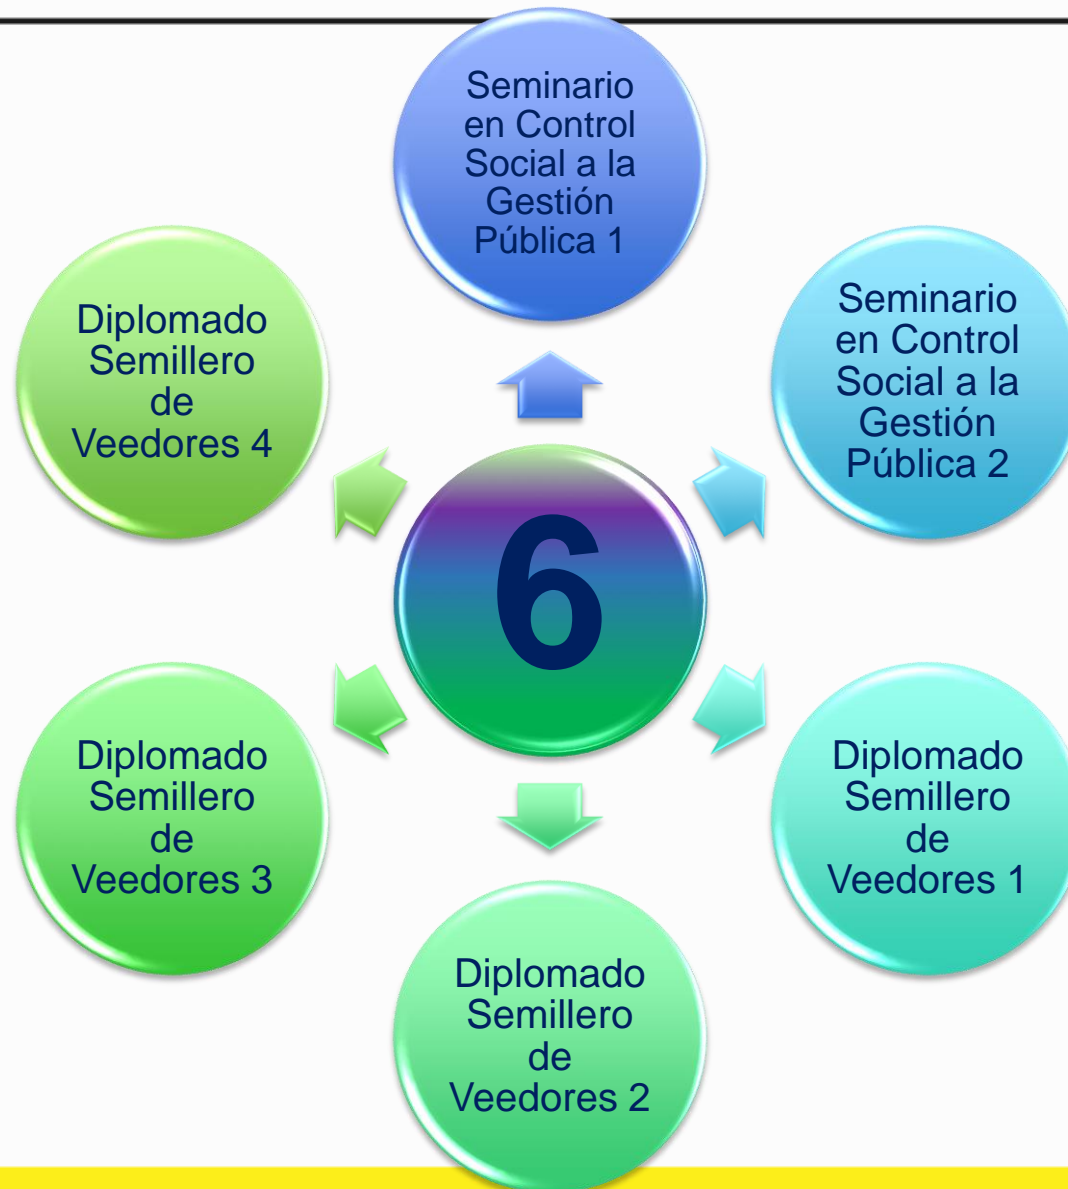 Seminario
en Control
Social a la
Gestión
Pública 1
Seminario
en Control
Social a la
Gestión
Pública 2
Diplomado
Semillero
de
Veedores 1
Diplomado
Semillero
de
Veedores 2
Diplomado
Semillero
de
Veedores 3
Diplomado
Semillero
de
Veedores 4
6